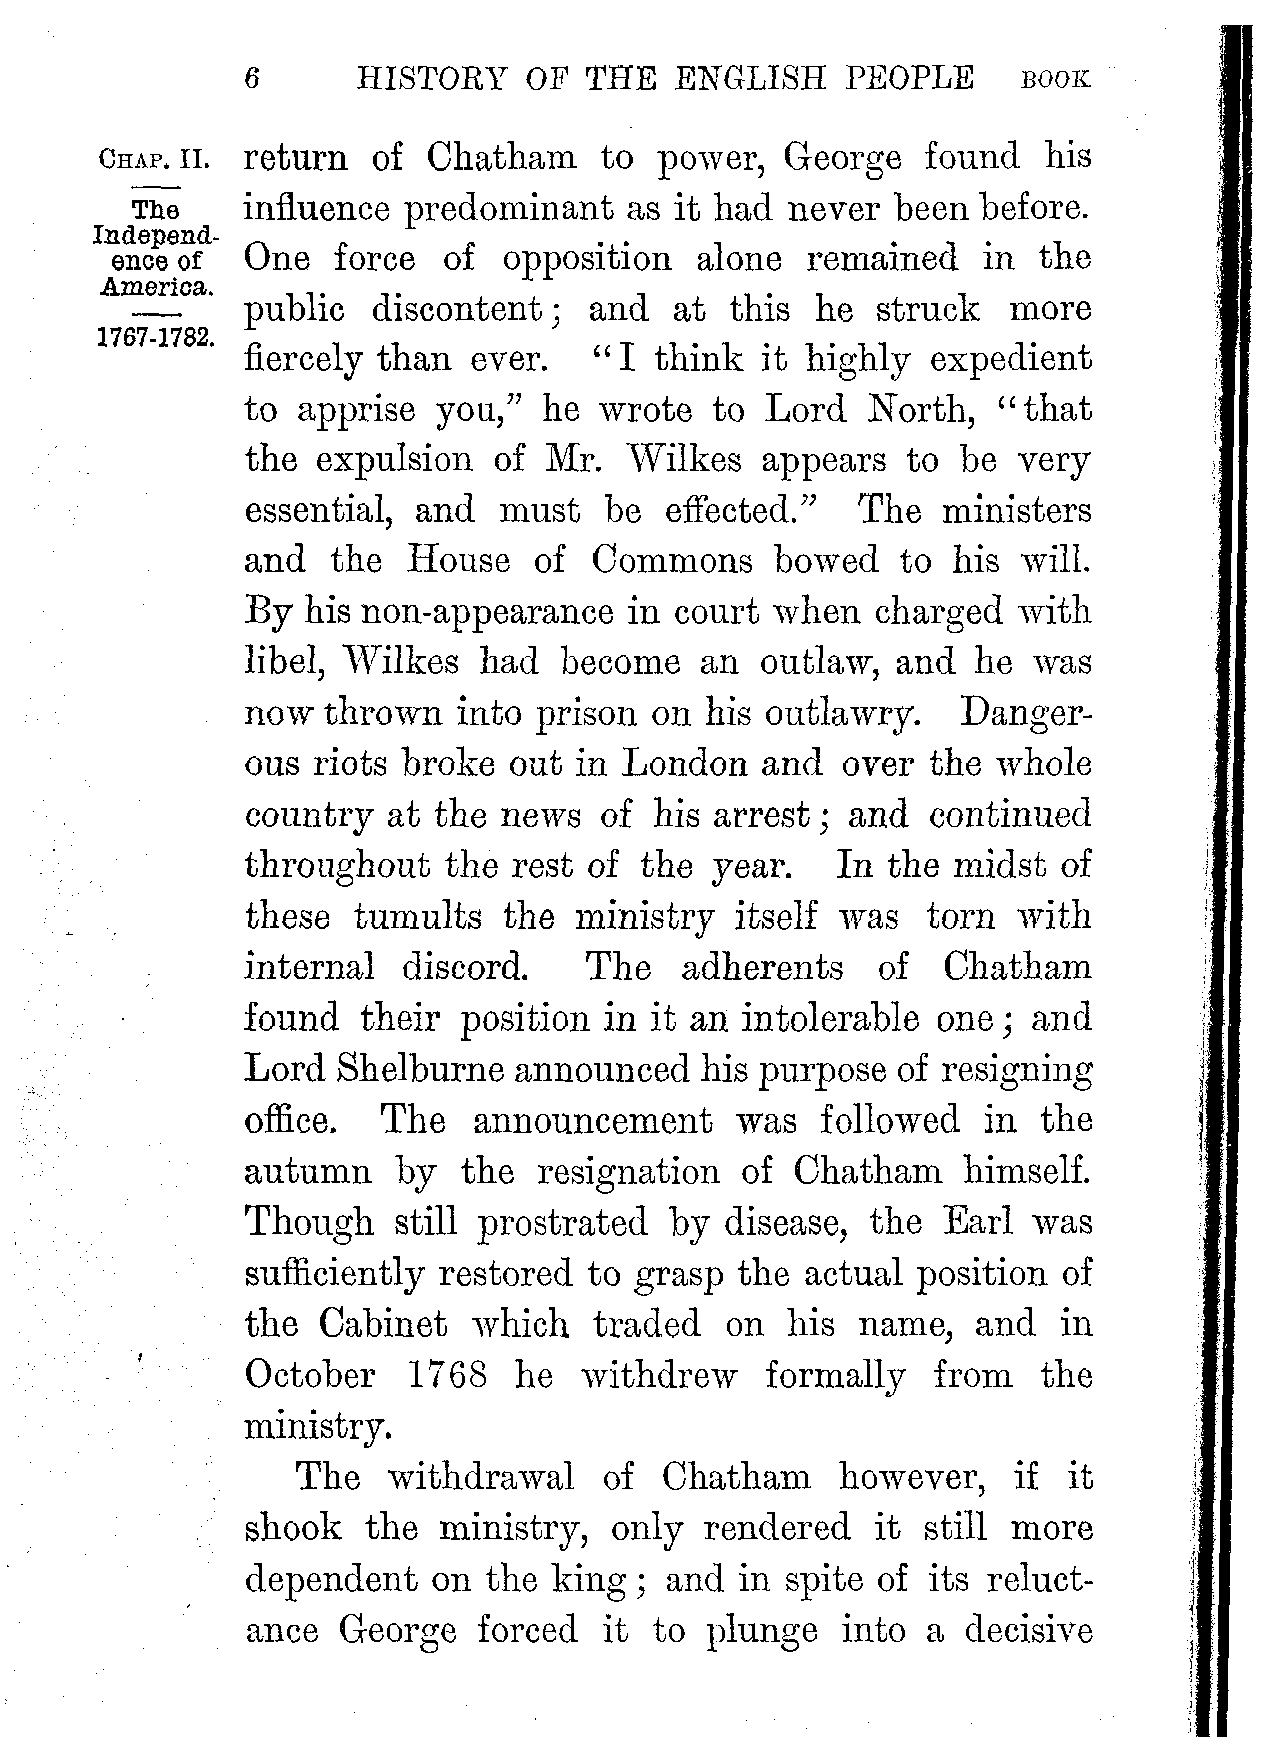 6 HISTORY OF THE ENGLISH PEOPLE BOOK
CHAP. II.
The
Independ-
ence of
America.
1767-1782.
return of Chatham to power, George found his
influence predominant as it had never been before.
One force of opposition alone remained in the
public discontent; and at this he struck more
fiercely than ever. “I think it highly expedient
to apprise you,” he wrote to Lord North, “that
the expulsion of Mr. Wilkes appears to be very
essential, and must be effected.” The ministers
and the House of Commons bowed to his will.
By his non-appearance in court when charged with
libel, Wilkes had become an outlaw, and he was
now thrown into prison on his outlawry. Danger-
ous riots broke out in London and over the whole
country at the news of his arrest; and continued
throughout the rest of the year. In the midst of
these tumults the ministry itself was torn with
internal discord. The adherents of Chatham
found their position in it an intolerable one; and
Lord Shelburne announced his purpose of resigning
office. The announcement was followed in the
autumn by the resignation of Chatham himself.
Though still prostrated by disease, the Earl was
sufficiently restored to grasp the actual position of
the Cabinet which traded on his name, and in
October 1768 he withdrew formally from the
ministry.
The withdrawal of Chatham however, if it
shook the ministry, only rendered it still more
dependent on the king; and in spite of its reluct-
ance George forced it to plunge into a decisive